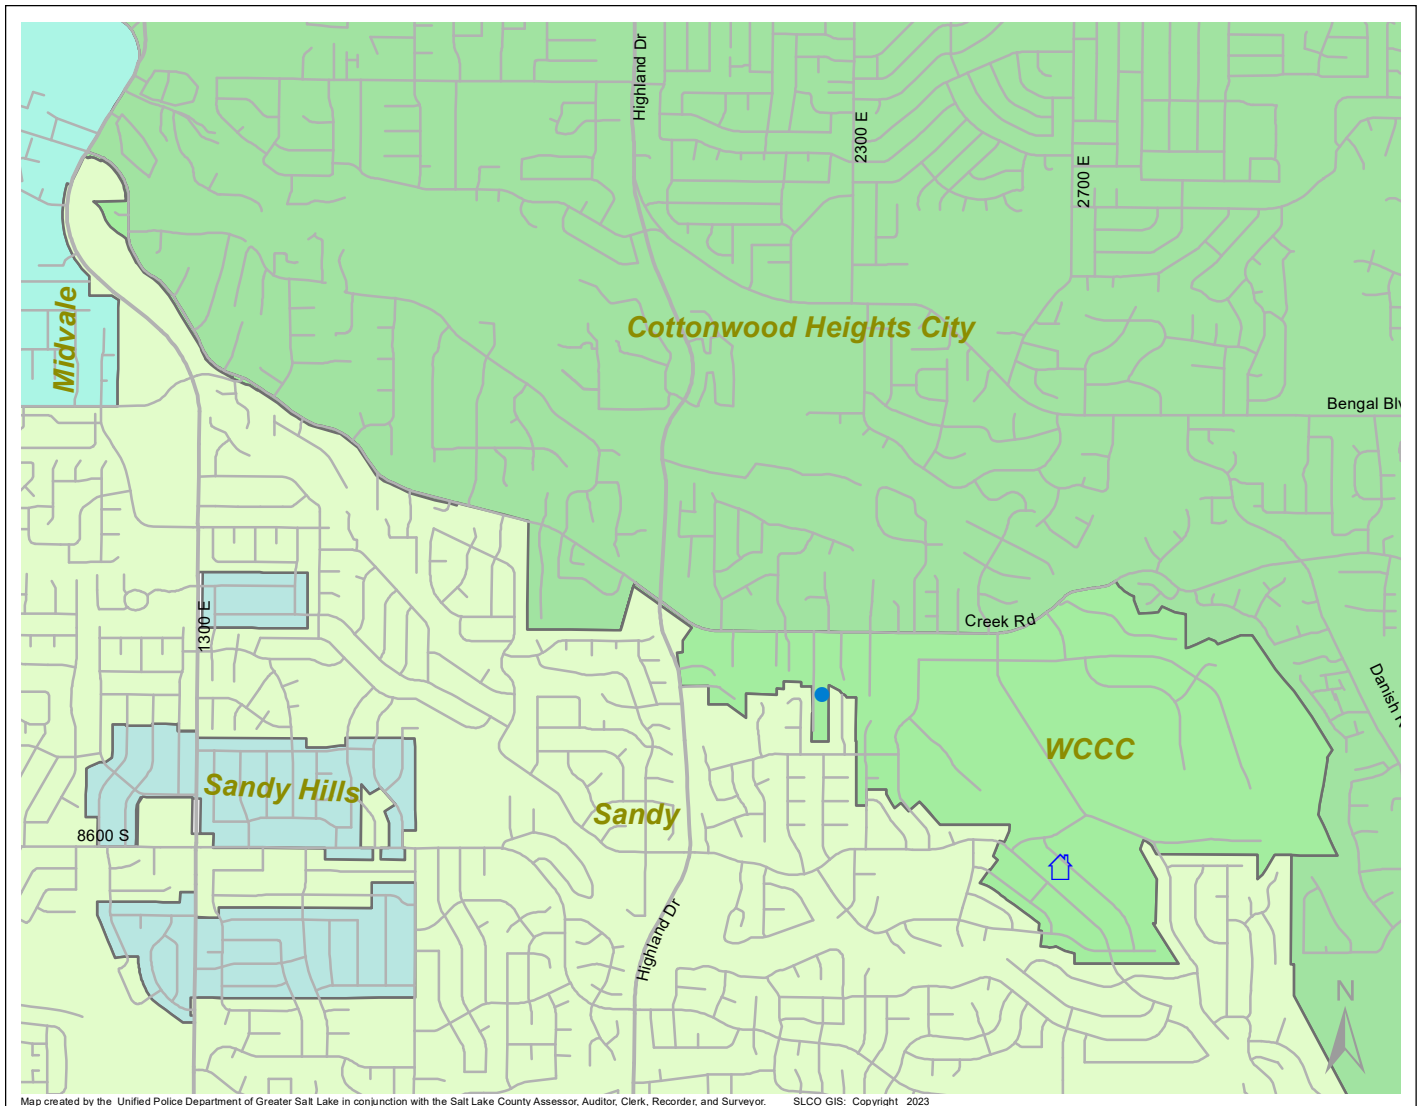 Highland Dr
2300 E
2700 E
Midvale
Cottonwood Heights City
Bengal Blv
1300 E
Creek Rd
Danish R
WCCC
Sandy Hills
Sandy
8600 S
Highland Dr
N
Map created by the Unified Police Department of Greater Salt Lake in conjunction with the Salt Lake County Assessor, Auditor, Clerk, Recorder, and Surveyor. SLCO GIS: Copyright 2023